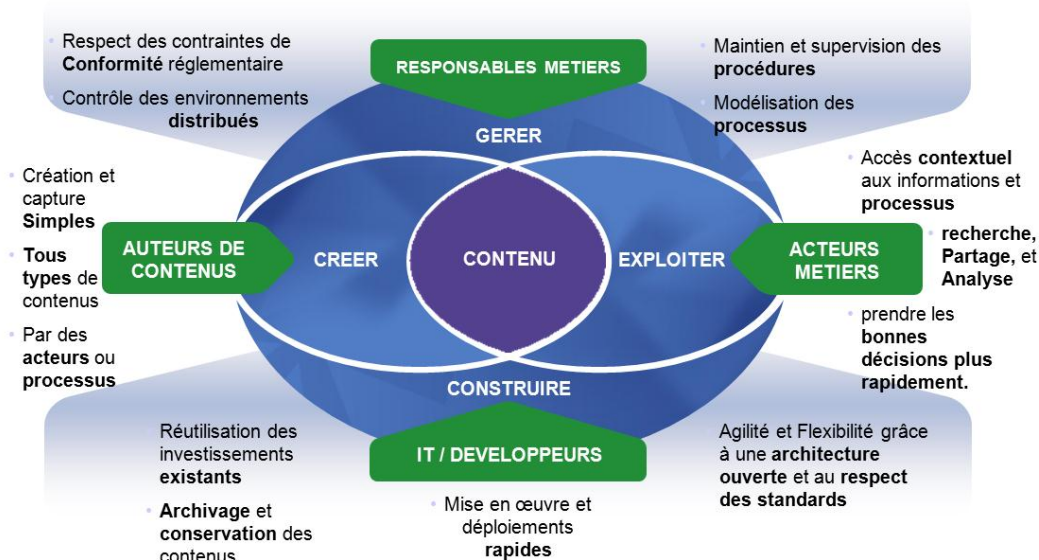 • Respect des contraintes de
Conformité réglementaire
• Contrôle des environnements
distribués
RESPONSABLES METIERS
• Maintien et supervision des
procédures
• Modélisation des
processus
GERER
• Création et
capture
Simples
• Tous
types de
contenus
• Par des
acteurs ou
processus
AUTEURS DE
CONTENUS
CREER
CONTENU
EXPLOITER
ACTEURS
METIERS
• Accès contextuel
aux informations et
processus
• recherche,
Partage, et
Analyse
• prendre les
bonnes
décisions plus
rapidement.
CONSTRUIRE
IT / DEVELOPPEURS
Réutilisation des
investissements
existants
• Archivage et
conservation des
contenus
• Mise en œuvre et
déploiements
rapides
Agilité et Flexibilité grâce
à une architecture
ouverte et au respect
des standards